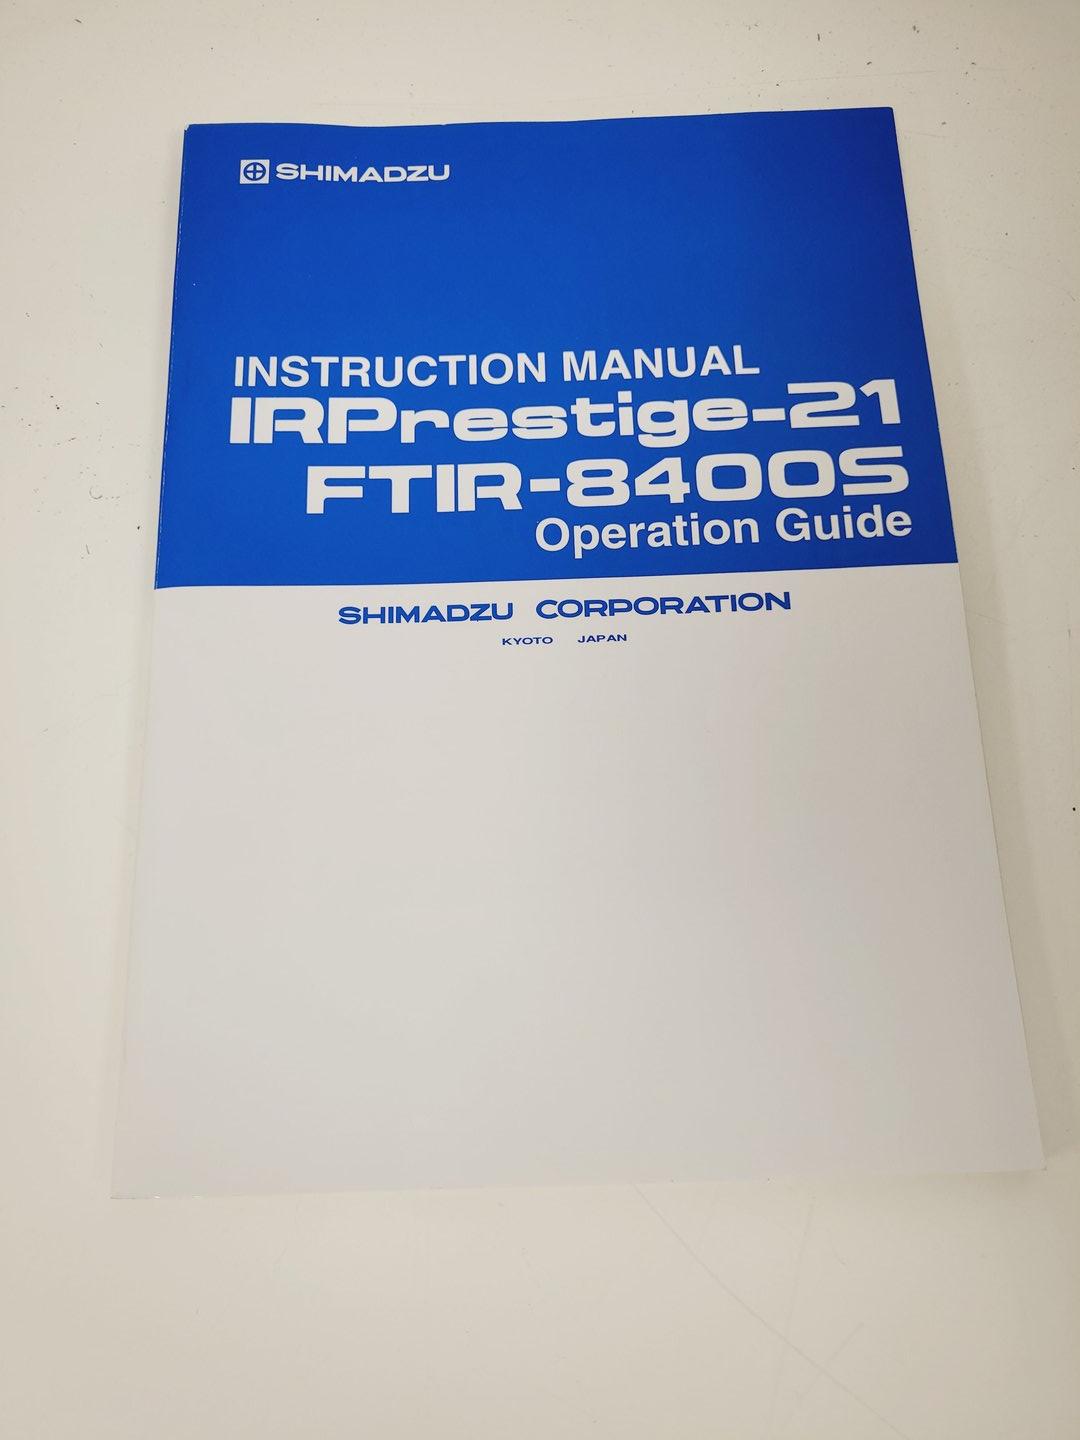 SHIMADZU
INSTRUCTION MANUAL
IRPrestige-21
FTIR-8400S
Operation Guide
SHIMADZU CORPORATION
KYOTO JAPAN